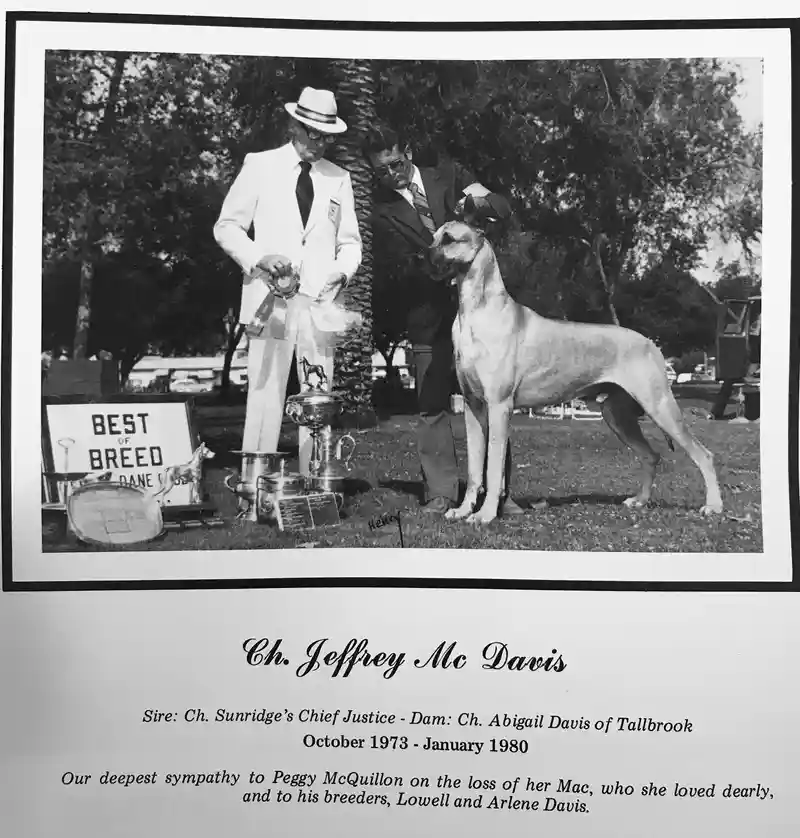 BEST
OF
BREED
DANE
Henry
Ch. Jeffrey Mc Davis
Sire: Ch. Sunridge's Chief Justice - Dam: Ch. Abigail Davis of Tallbrook
October 1973 - January 1980
Our deepest sympathy to Peggy McQuillon on the loss of her Mac, who she loved dearly,
and to his breeders, Lowell and Arlene Davis.